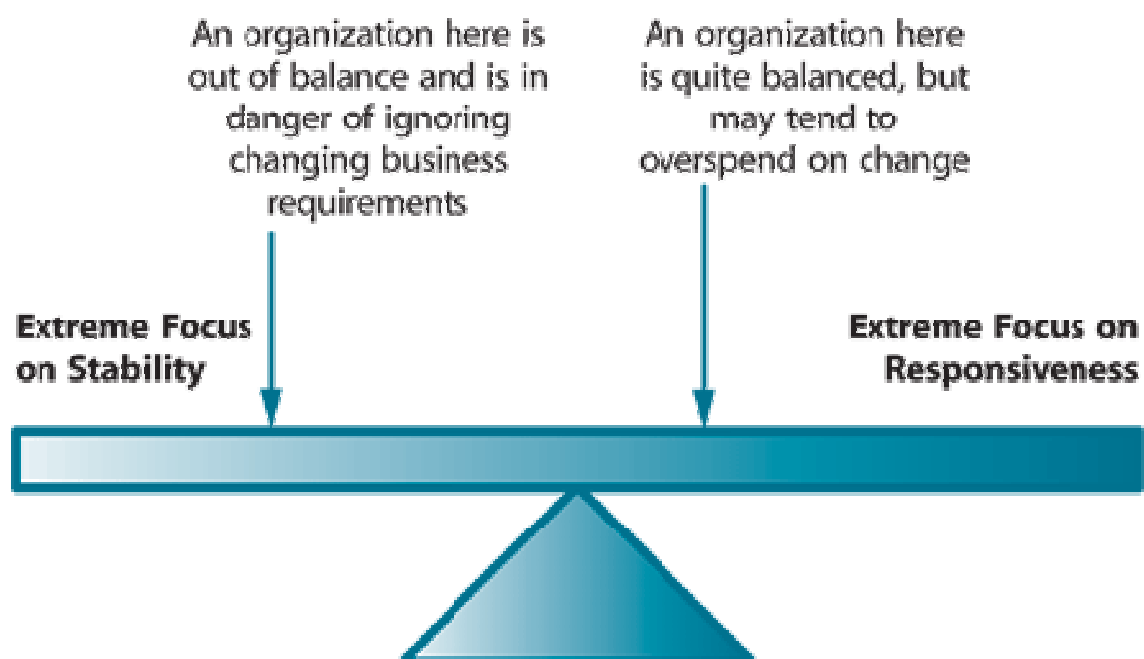 An organization here is
out of balance and is in
danger of ignoring
changing business
requirements
An organization here
is quite balanced, but
may tend to
overspend on change
Extreme Focus
on Stability
Extreme Focus on
Responsiveness